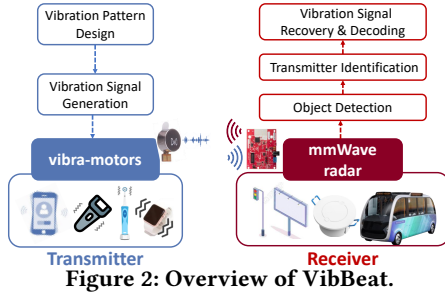 Vibration Pattern
Design
Vibration Signal
Generation
vibra-motors
Transmitter
Vibration Signal
Recovery & Decoding
Transmitter Identification
Object Detection
mmWave
radar
Receiver
Figure 2: Overview of VibBeat.